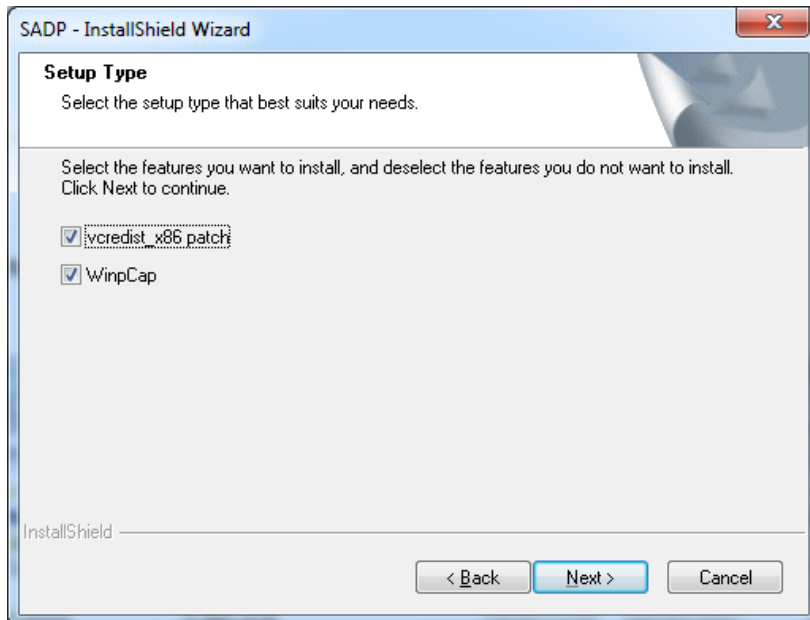 SADP - InstallShield Wizard
Setup Type
Select the setup type that best suits your needs.
Select the features you want to install, and deselect the features you do not want to install.
Click Next to continue.
vcredist_x86 patch
WinpCap
InstallShield
< Back
Next >
Cancel